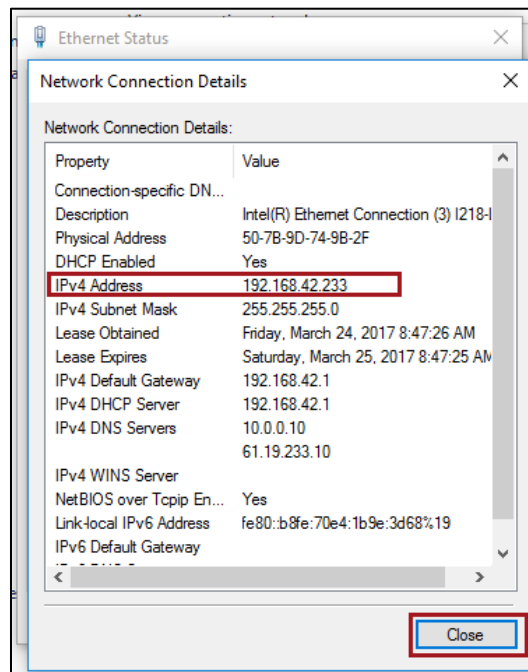 Ethernet Status
Network Connection Details
Network Connection Details:
Property Value
Connection-specific DN...
Description Intel(R) Ethernet Connection (3) I218-
Physical Address 50-7B-9D-74-9B-2F
DHCP Enabled Yes
IPv4 Address 192.168.42.233
IPv4 Subnet Mask 255.255.255.0
Lease Obtained Friday, March 24, 2017 8:47:26 AM
Lease Expires Saturday, March 25, 2017 8:47:25 AM
IPv4 Default Gateway 192.168.42.1
IPv4 DHCP Server 192.168.42.1
IPv4 DNS Servers 10.0.0.10
61.19.233.10
IPv4 WINS Server
NetBIOS over Tcpip En... Yes
Link-local IPv6 Address fe80::b8fe:70e4:1b9e:3d68%19
IPv6 Default Gateway
Close